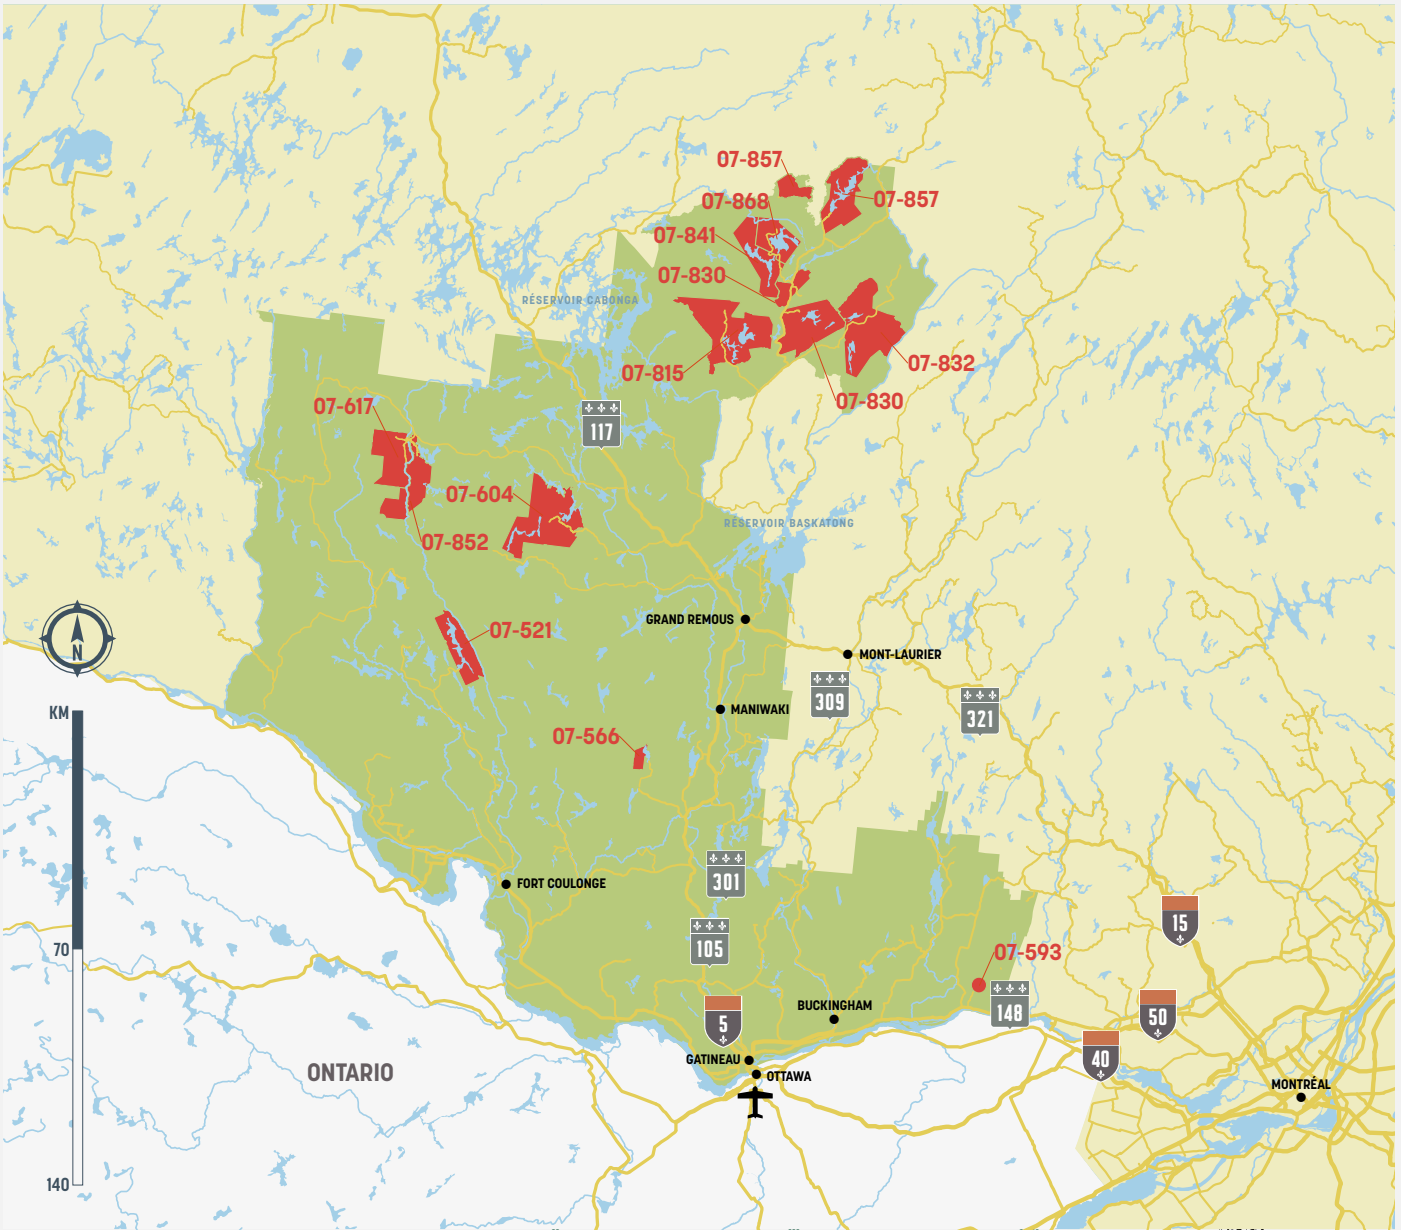 07-857
07-857
07-868
07-841
07-830
RÉSERVOIR CABONGA
07-832
07-815
07-830
07-617
117
07-604
RÉSERVOIR BASKATONG
07-852
GRAND REMOUS
07-521
N
MONT-LAURIER
309
KM
MANIWAKI
321
07-566
301
FORT COULONGE
15
105
70
07-593
BUCKINGHAM
148
5
50
GATINEAU
40
ONTARIO
OTTAWA
MONTRÉAL
140